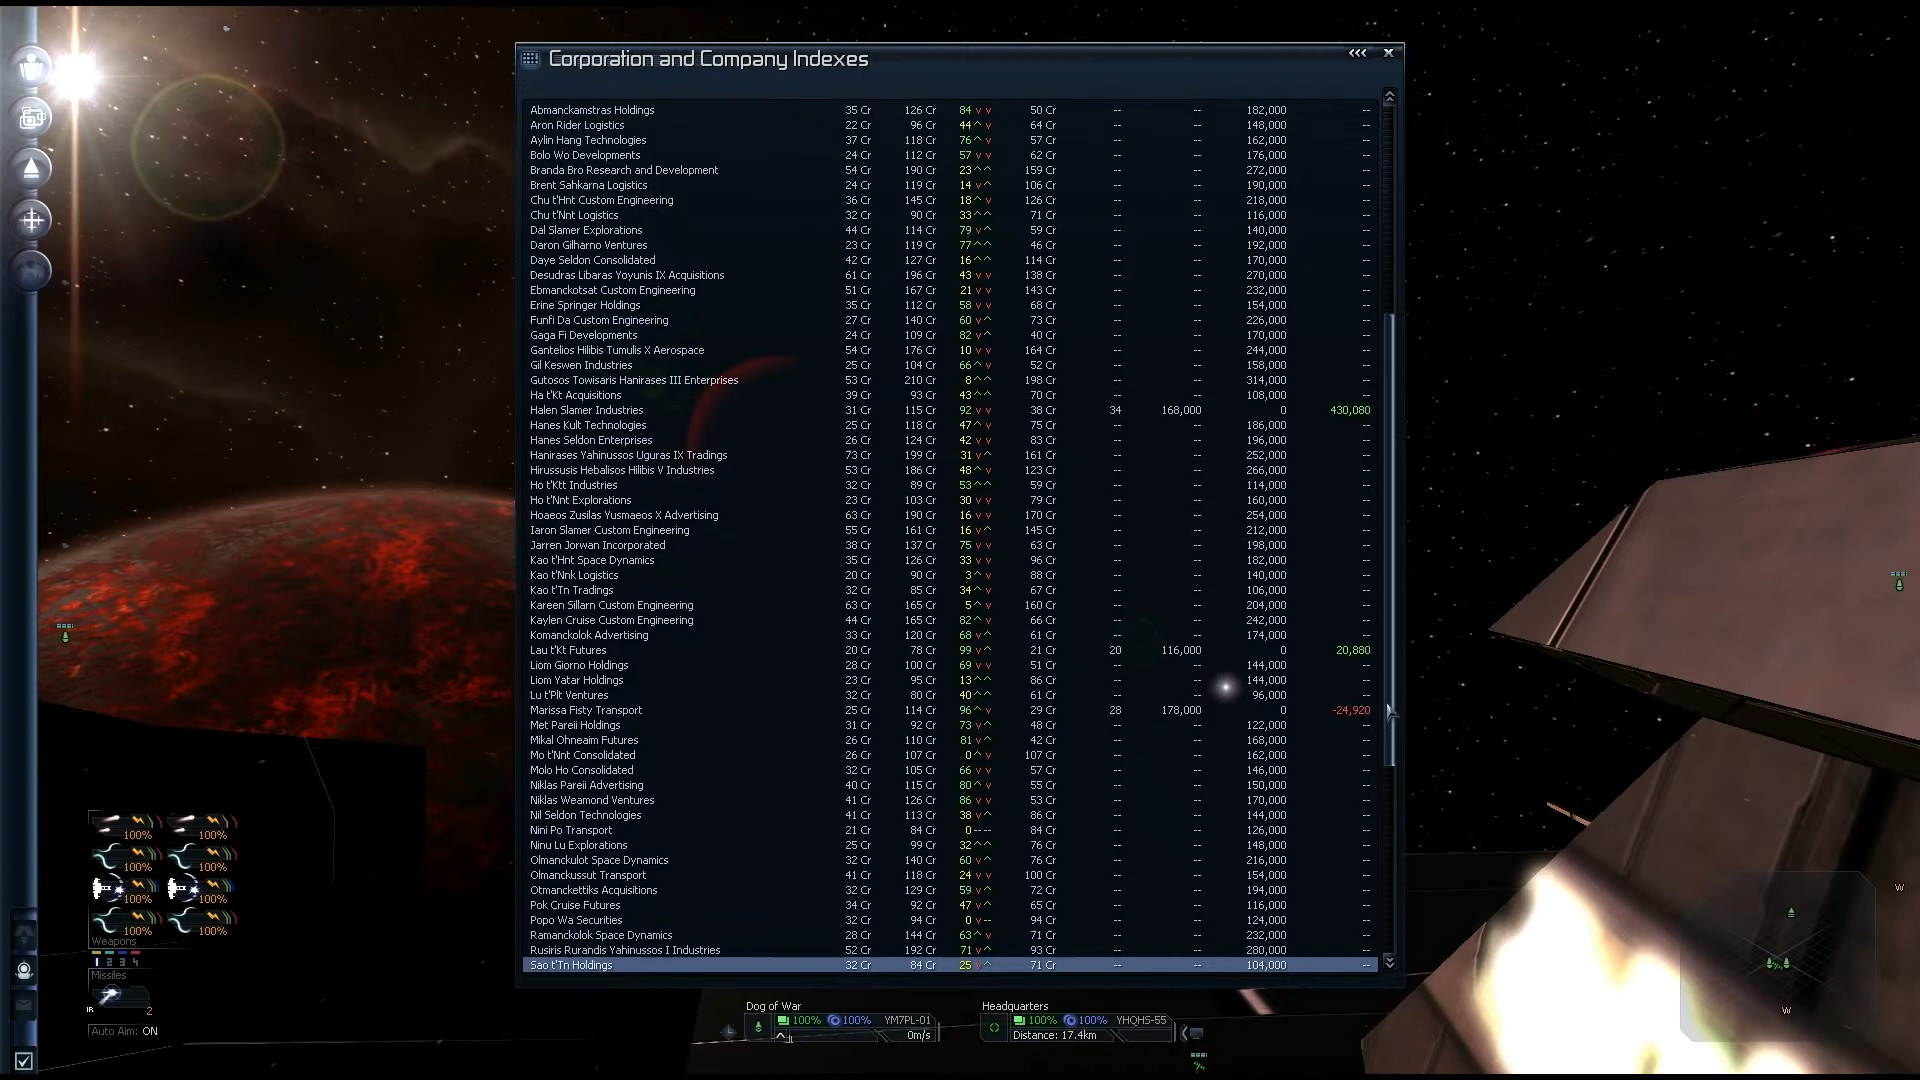 Corporation and Company Indexes
Abmanckamstras Holdings 35 Cr 126 Cr 84 v v 50 Cr -- -- 182,000 --
Aron Rider Logistics 22 Cr 96 Cr 44 ^ v 64 Cr -- -- 148,000 --
Aylin Hang Technologies 37 Cr 118 Cr 76 ^ v 57 Cr -- -- 162,000 --
Bolo Wo Developments 24 Cr 112 Cr 57 v v 62 Cr -- -- 176,000 --
Branda Bro Research and Development 54 Cr 190 Cr 23 ^ ^ 159 Cr -- -- 272,000 --
Brent Sahkarna Logistics 24 Cr 119 Cr 14 v ^ 106 Cr -- -- 190,000 --
Chu t'Hnt Custom Engineering 36 Cr 145 Cr 18 ^ v 126 Cr -- -- 218,000 --
Chu t'Nnt Logistics 32 Cr 90 Cr 33 ^ ^ 71 Cr -- -- 116,000 --
Dal Slamer Explorations 44 Cr 114 Cr 79 v ^ 59 Cr -- -- 140,000 --
Daron Gilharno Ventures 23 Cr 119 Cr 77 ^ ^ 46 Cr -- -- 192,000 --
Daye Seldon Consolidated 42 Cr 127 Cr 16 ^ ^ 114 Cr -- -- 170,000 --
Desudras Libaras Yoyunis IX Acquisitions 61 Cr 196 Cr 43 v v 138 Cr -- -- 270,000 --
Ebmanckotsat Custom Engineering 51 Cr 167 Cr 21 v v 143 Cr -- -- 232,000 --
Erine Springer Holdings 35 Cr 112 Cr 58 v v 68 Cr -- -- 154,000 --
Funfi Da Custom Engineering 27 Cr 140 Cr 60 v ^ 73 Cr -- -- 226,000 --
Gaga Fi Developments 24 Cr 109 Cr 82 v ^ 40 Cr -- -- 170,000 --
Gantelios Hilibis Tumulis X Aerospace 54 Cr 176 Cr 10 v v 164 Cr -- -- 244,000 --
Gil Keswen Industries 25 Cr 104 Cr 66 ^ v 52 Cr -- -- 158,000 --
Gutosos Towisaris Hanirases III Enterprises 53 Cr 210 Cr 8 ^ ^ 198 Cr -- -- 314,000 --
Ha t'Kt Acquisitions 39 Cr 93 Cr 43 ^ ^ 70 Cr -- -- 108,000 --
Halen Slamer Industries 31 Cr 115 Cr 92 v v 38 Cr 34 168,000 0 430,080
Hanes Kult Technologies 25 Cr 118 Cr 47 ^ v 75 Cr -- -- 186,000 --
Hanes Seldon Enterprises 26 Cr 124 Cr 42 v v 83 Cr -- -- 196,000 --
Hanirases Yahinussos Uguras IX Tradings 73 Cr 199 Cr 31 v ^ 161 Cr -- -- 252,000 --
Hirussusis Hebalisos Hilibis V Industries 53 Cr 186 Cr 48 ^ v 123 Cr -- -- 266,000 --
Ho t'Ktt Industries 32 Cr 89 Cr 53 ^ ^ 59 Cr -- -- 114,000 --
Ho t'Nnt Explorations 23 Cr 103 Cr 30 v v 79 Cr -- -- 160,000 --
Hoaeos Zusilas Yusmaeos X Advertising 63 Cr 190 Cr 16 v v 170 Cr -- -- 254,000 --
Iaron Slamer Custom Engineering 55 Cr 161 Cr 16 v ^ 145 Cr -- -- 212,000 --
Jarren Jorwan Incorporated 38 Cr 137 Cr 75 v v 63 Cr -- -- 198,000 --
Kao t'Hnt Space Dynamics 35 Cr 126 Cr 33 v v 96 Cr -- -- 182,000 --
Kao t'Nnk Logistics 20 Cr 90 Cr 3 ^ v 88 Cr -- -- 140,000 --
Kao t'Tn Tradings 32 Cr 85 Cr 34 ^ v 67 Cr -- -- 106,000 --
Kareen Sillarn Custom Engineering 63 Cr 165 Cr 5 ^ v 160 Cr -- -- 204,000 --
Kaylen Cruise Custom Engineering 44 Cr 165 Cr 82 ^ v 66 Cr -- -- 242,000 --
Komanckolok Advertising 33 Cr 120 Cr 68 v ^ 61 Cr -- -- 174,000 --
Lau t'Kt Futures 20 Cr 78 Cr 99 v ^ 21 Cr 20 116,000 0 20,880
Liom Giorno Holdings 28 Cr 100 Cr 69 v v 51 Cr -- -- 144,000 --
Liom Yatar Holdings 23 Cr 95 Cr 13 ^ ^ 86 Cr -- -- 144,000 --
Lu t'Plt Ventures 32 Cr 80 Cr 40 ^ ^ 61 Cr -- -- 96,000 --
Marissa Fisty Transport 25 Cr 114 Cr 96 ^ v 29 Cr 28 178,000 0 -24,920
Met Pareii Holdings 31 Cr 92 Cr 73 v ^ 48 Cr -- -- 122,000 --
Mikal Ohneaim Futures 26 Cr 110 Cr 81 v ^ 42 Cr -- -- 168,000 --
Mo t'Nnt Consolidated 26 Cr 107 Cr 0 ^ v 107 Cr -- -- 162,000 --
Molo Ho Consolidated 32 Cr 105 Cr 66 v v 57 Cr -- -- 146,000 --
Niklas Pareii Advertising 40 Cr 115 Cr 80 ^ v 55 Cr -- -- 150,000 --
Niklas Weamond Ventures 41 Cr 126 Cr 86 v v 53 Cr -- -- 170,000 --
Nil Seldon Technologies 41 Cr 113 Cr 38 v ^ 86 Cr -- -- 144,000 --
Nini Po Transport 21 Cr 84 Cr 0 ---- 84 Cr -- -- 126,000 --
Ninu Lu Explorations 25 Cr 99 Cr 32 ^ ^ 76 Cr -- -- 148,000 --
Olmanckulot Space Dynamics 32 Cr 140 Cr 60 v ^ 76 Cr -- -- 216,000 --
Olmanckussut Transport 41 Cr 118 Cr 24 v v 100 Cr -- -- 154,000 --
Otmanckettiks Acquisitions 32 Cr 129 Cr 59 v ^ 72 Cr -- -- 194,000 --
Pok Cruise Futures 34 Cr 92 Cr 47 v ^ 65 Cr -- -- 116,000 --
Popo Wa Securities 32 Cr 94 Cr 0 v -- 94 Cr -- -- 124,000 --
Ramanckolok Space Dynamics 28 Cr 144 Cr 63 ^ v 71 Cr -- -- 232,000 --
Rusiris Rurandis Yahinussos I Industries 52 Cr 192 Cr 71 v ^ 93 Cr -- -- 280,000 --
Sao t'Tn Holdings 32 Cr 84 Cr 25 v ^ 71 Cr -- -- 104,000 --
100% 100%
100% 100%
100% 100%
100% 100%
Weapons
1 2 3 4
Missiles
IR 2
Auto Aim: ON
Dog of War
100% 100% YM7PL-01
0m/s
Headquarters
100% 100% YHQHS-55
Distance: 17.4km
W
W